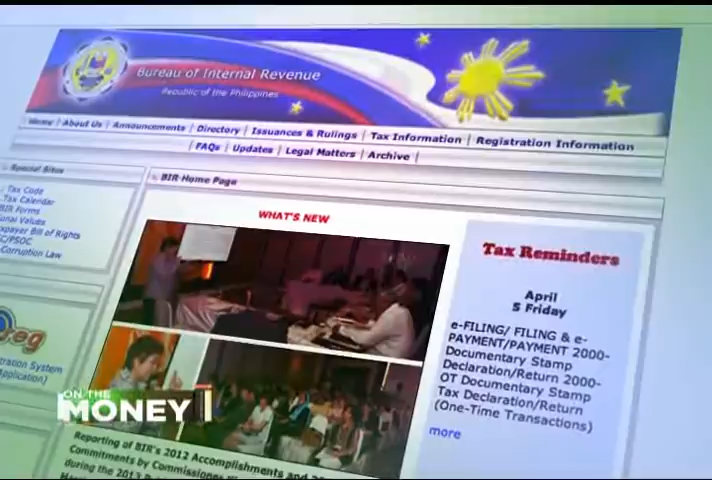 Bureau of Internal Revenue
Republic of the Philippines
Home | About Us | Announcements | Directory | Issuances & Rulings | Tax Information | Registration Information
| FAQs | Updates | Legal Matters | Archive |
Special Sites
BIR Home Page
Tax Code
Tax Calendar
BIR Forms
Values
Bill of Rights
Corruption Law
WHAT'S NEW
Tax Reminders
April
5 Friday
e-FILING/ FILING & e-
PAYMENT/PAYMENT 2000-
Documentary Stamp
Declaration/Return 2000-
OT Documentary Stamp
Tax Declaration/Return
(One-Time Transactions)
more
System
ON THE
MONEY
Reporting of BIR's 2012 Accomplishments and
Commitments by Commissioner
during the 2013